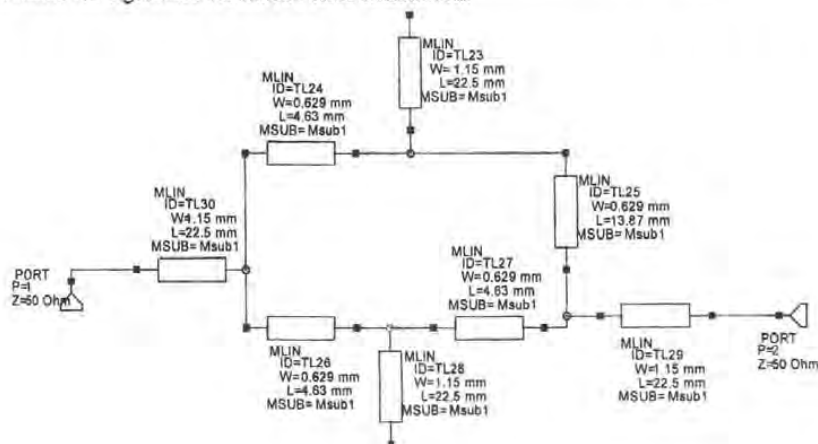 MLIN
ID=TL23
W=1.15 mm
L=22.5 mm
MSUB=Msub1
MLIN
ID=TL24
W=0.629 mm
L=4.63 mm
MSUB=Msub1
MLIN
ID=TL25
W=0.629 mm
L=13.87 mm
MSUB=Msub1
MLIN
ID=TL30
W=1.15 mm
L=22.5 mm
MSUB=Msub1
MLIN
ID=TL27
W=0.629 mm
L=4.63 mm
MSUB=Msub1
PORT
P=1
Z=50 Ohm
MLIN
ID=TL26
W=0.629 mm
L=4.63 mm
MSUB=Msub1
MLIN
ID=TL28
W=1.15 mm
L=22.5 mm
MSUB=Msub1
MLIN
ID=TL29
W=1.15 mm
L=22.5 mm
MSUB=Msub1
PORT
P=2
Z=50 Ohm